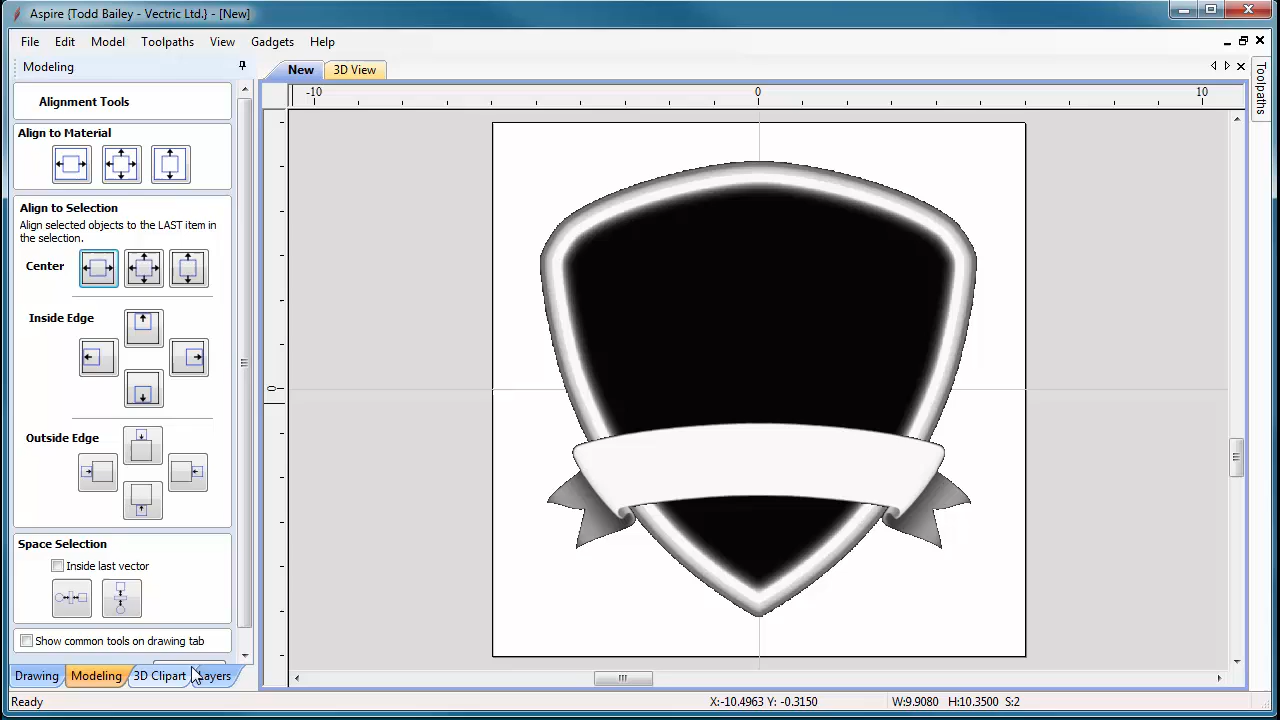 Aspire {Todd Bailey - Vectric Ltd.} - [New]
File Edit Model Toolpaths View Gadgets Help
Modeling
New 3D View
Toolpaths
-10 0 10
0
Alignment Tools
Align to Material
Align to Selection
Align selected objects to the LAST item in
the selection.
Center
Inside Edge
Outside Edge
Space Selection
Inside last vector
Show common tools on drawing tab
Drawing Modeling 3D Clipart Layers
Ready X:-10.4963 Y: -0.3150 W:9.9080 H:10.3500 S:2